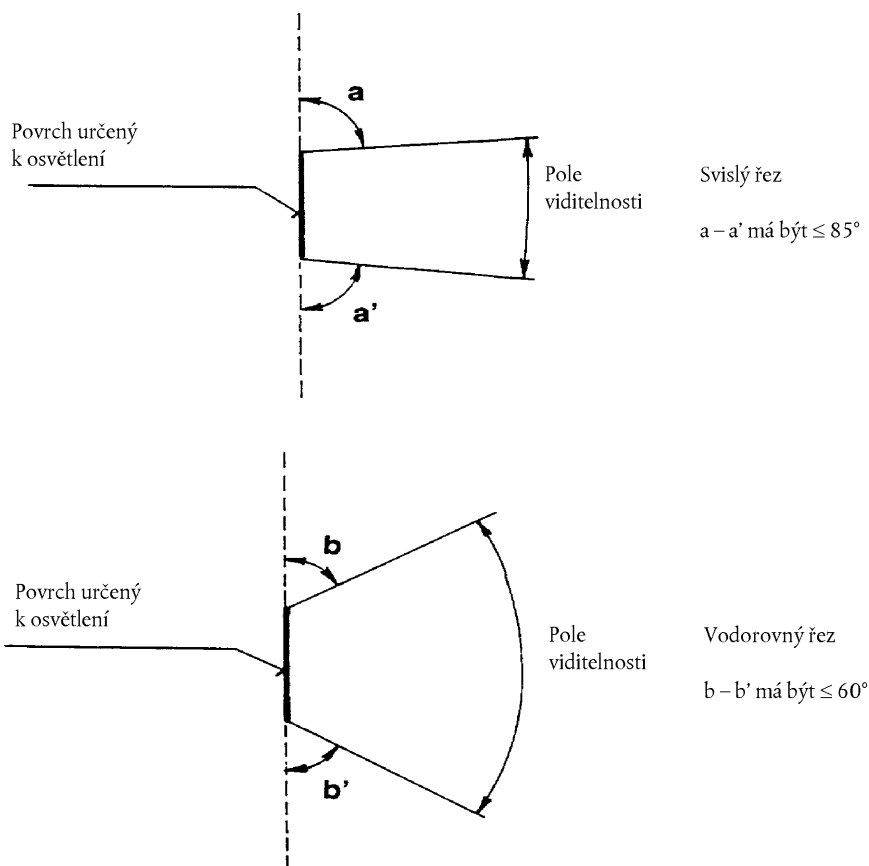 a
Povrch určený
k osvětlení
Pole
viditelnosti
Svislý řez
a – a’ má být ≤ 85°
a’
b
Povrch určený
k osvětlení
Pole
viditelnosti
Vodorovný řez
b – b’ má být ≤ 60°
b’